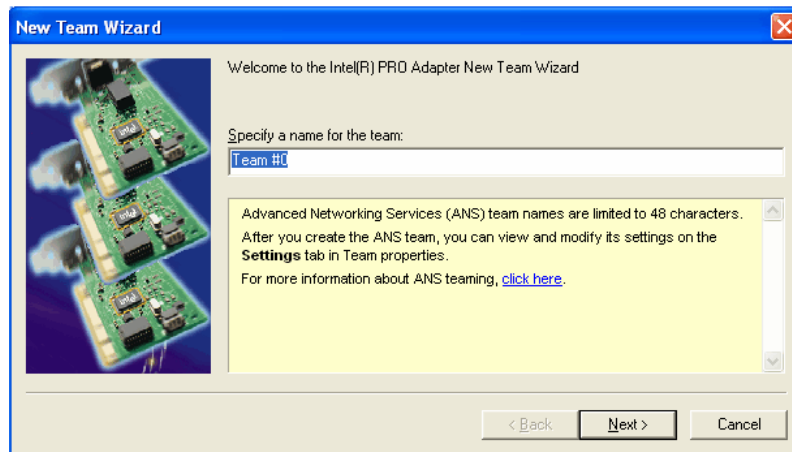 New Team Wizard
Welcome to the Intel(R) PRO Adapter New Team Wizard
Specify a name for the team:
Team #0
Advanced Networking Services (ANS) team names are limited to 48 characters.
After you create the ANS team, you can view and modify its settings on the
Settings tab in Team properties.
For more information about ANS teaming, click here.
< Back
Next >
Cancel